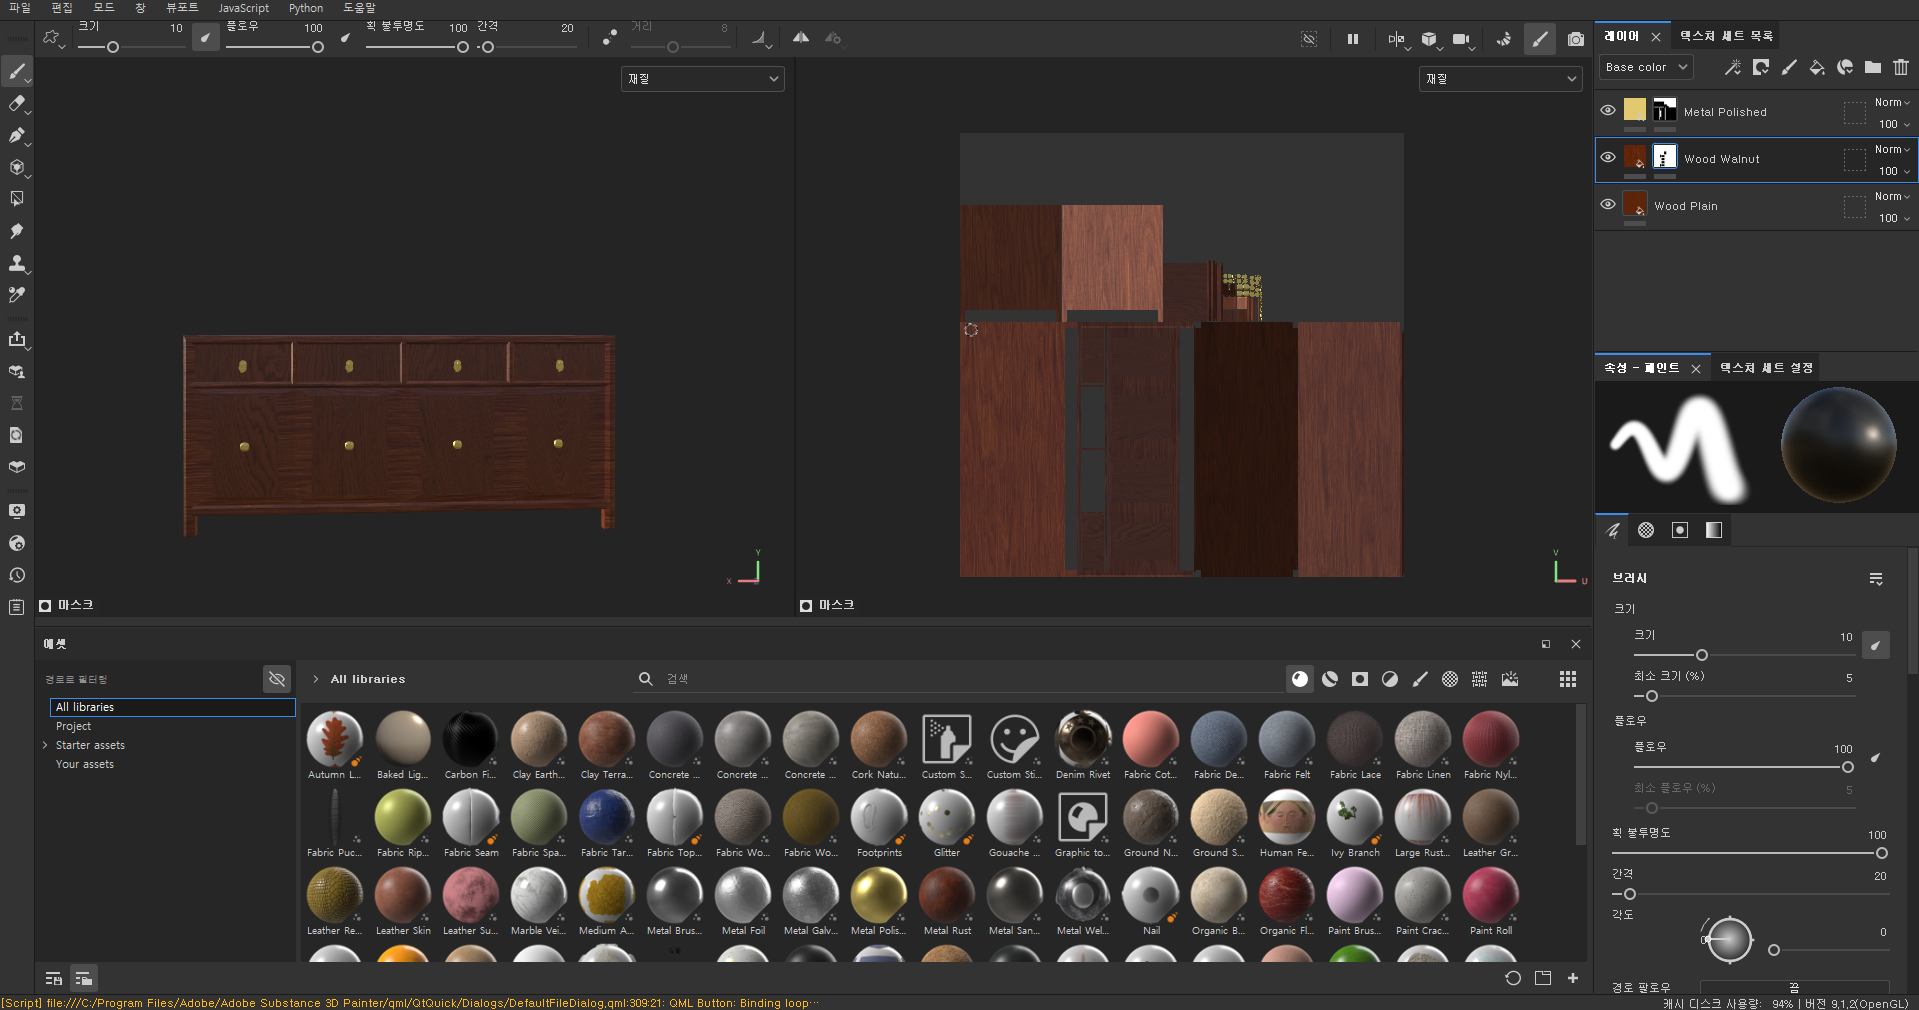 파일 편집 모드 창 뷰포트 JavaScript Python 도움말
크기 10 플로우 100 획 불투명도 100 간격 20 거리 8
재질
재질
레이어 텍스처 세트 목록
Base color
Metal Polished Norm 100
Wood Walnut Norm 100
Wood Plain Norm 100
Y
X
V
U
마스크
마스크
속성 - 페인트 텍스처 세트 설정
브러시
크기
크기 10
최소 크기 (%) 5
플로우
플로우 100
최소 플로우 (%) 5
획 불투명도 100
간격 20
각도
0 0
경로 팔로우 끔
에셋
경로로 필터링
All libraries
Project
Starter assets
Your assets
All libraries
검색
Autumn L... Baked Lig... Carbon Fi... Clay Earth... Clay Terra... Concrete ... Concrete ... Concrete ... Cork Natu... Custom S... Custom Sti... Denim Rivet Fabric Cot... Fabric De... Fabric Felt Fabric Lace Fabric Linen Fabric Nyl...
Fabric Puc... Fabric Rip... Fabric Seam Fabric Spa... Fabric Tar... Fabric Top... Fabric Wo... Fabric Wo... Footprints Glitter Gouache ... Graphic to... Ground N... Ground S... Human Fe... Ivy Branch Large Rust... Leather Gr...
Leather Re... Leather Skin Leather Su... Marble Vei... Medium A... Metal Brus... Metal Foil Metal Galv... Metal Polis... Metal Rust Metal San... Metal Wel... Nail Organic B... Organic Fl... Paint Brus... Paint Crac... Paint Roll
[Script] file:///C:/Program Files/Adobe/Adobe Substance 3D Painter/qml/QtQuick/Dialogs/DefaultFileDialog.qml:309:21: QML Button: Binding loop...
캐시 디스크 사용량: 94% | 버전 9.1.2(OpenGL)